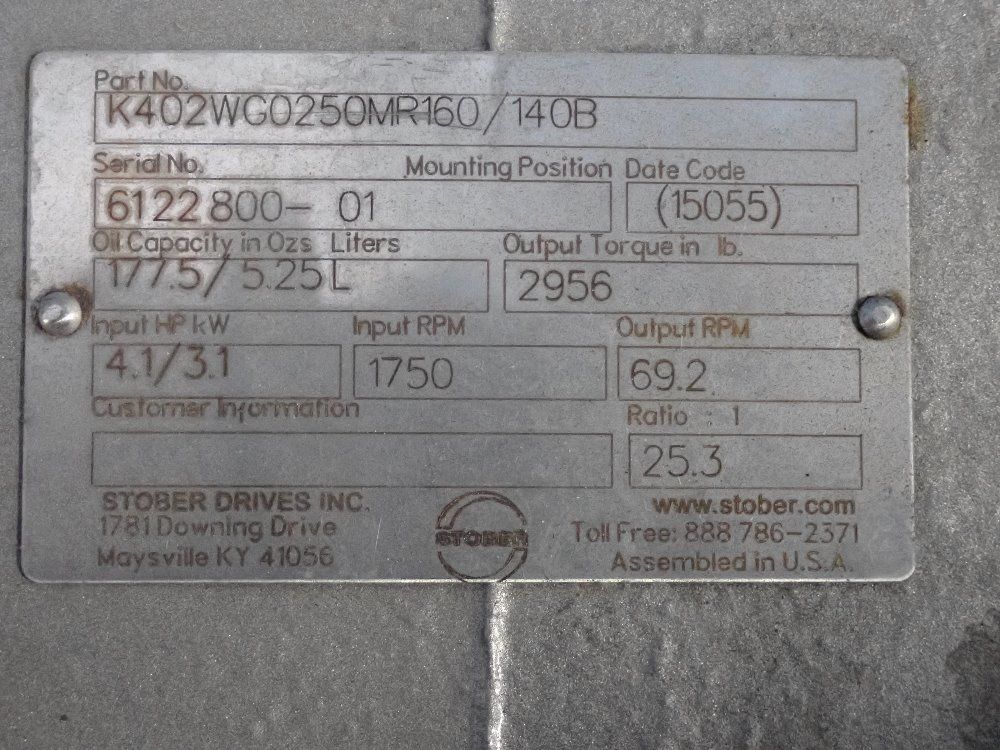 Part No.
K402WG0250MR160/140B
Serial No. Mounting Position Date Code
6122800- 01 (15055)
Oil Capacity in Ozs Liters Output Torque in lb.
177.5/5.25L 2956
Input HP kW Input RPM Output RPM
4.1/3.1 1750 69.2
Customer Information Ratio : 1
25.3
STOBER DRIVES INC. www.stober.com
1781 Downing Drive STOBER Toll Free: 888 786-2371
Maysville KY 41056 Assembled in U.S.A.